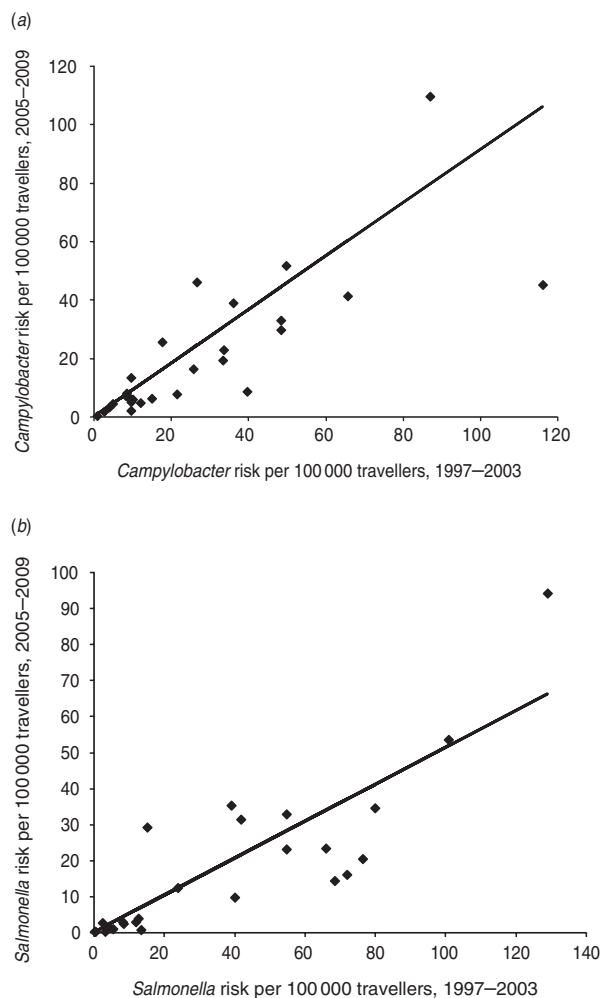 (a)
Campylobacter risk per 100 000 travellers, 2005–2009
120
100
80
60
40
20
0
0 20 40 60 80 100 120
Campylobacter risk per 100 000 travellers, 1997–2003
(b)
Salmonella risk per 100 000 travellers, 2005–2009
100
90
80
70
60
50
40
30
20
10
0
0 20 40 60 80 100 120 140
Salmonella risk per 100 000 travellers, 1997–2003